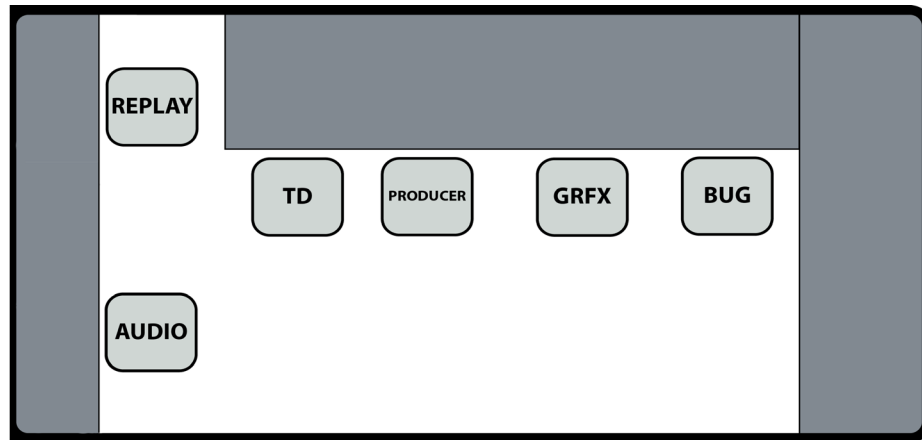 REPLAY
TD
PRODUCER
GRFX
BUG
AUDIO